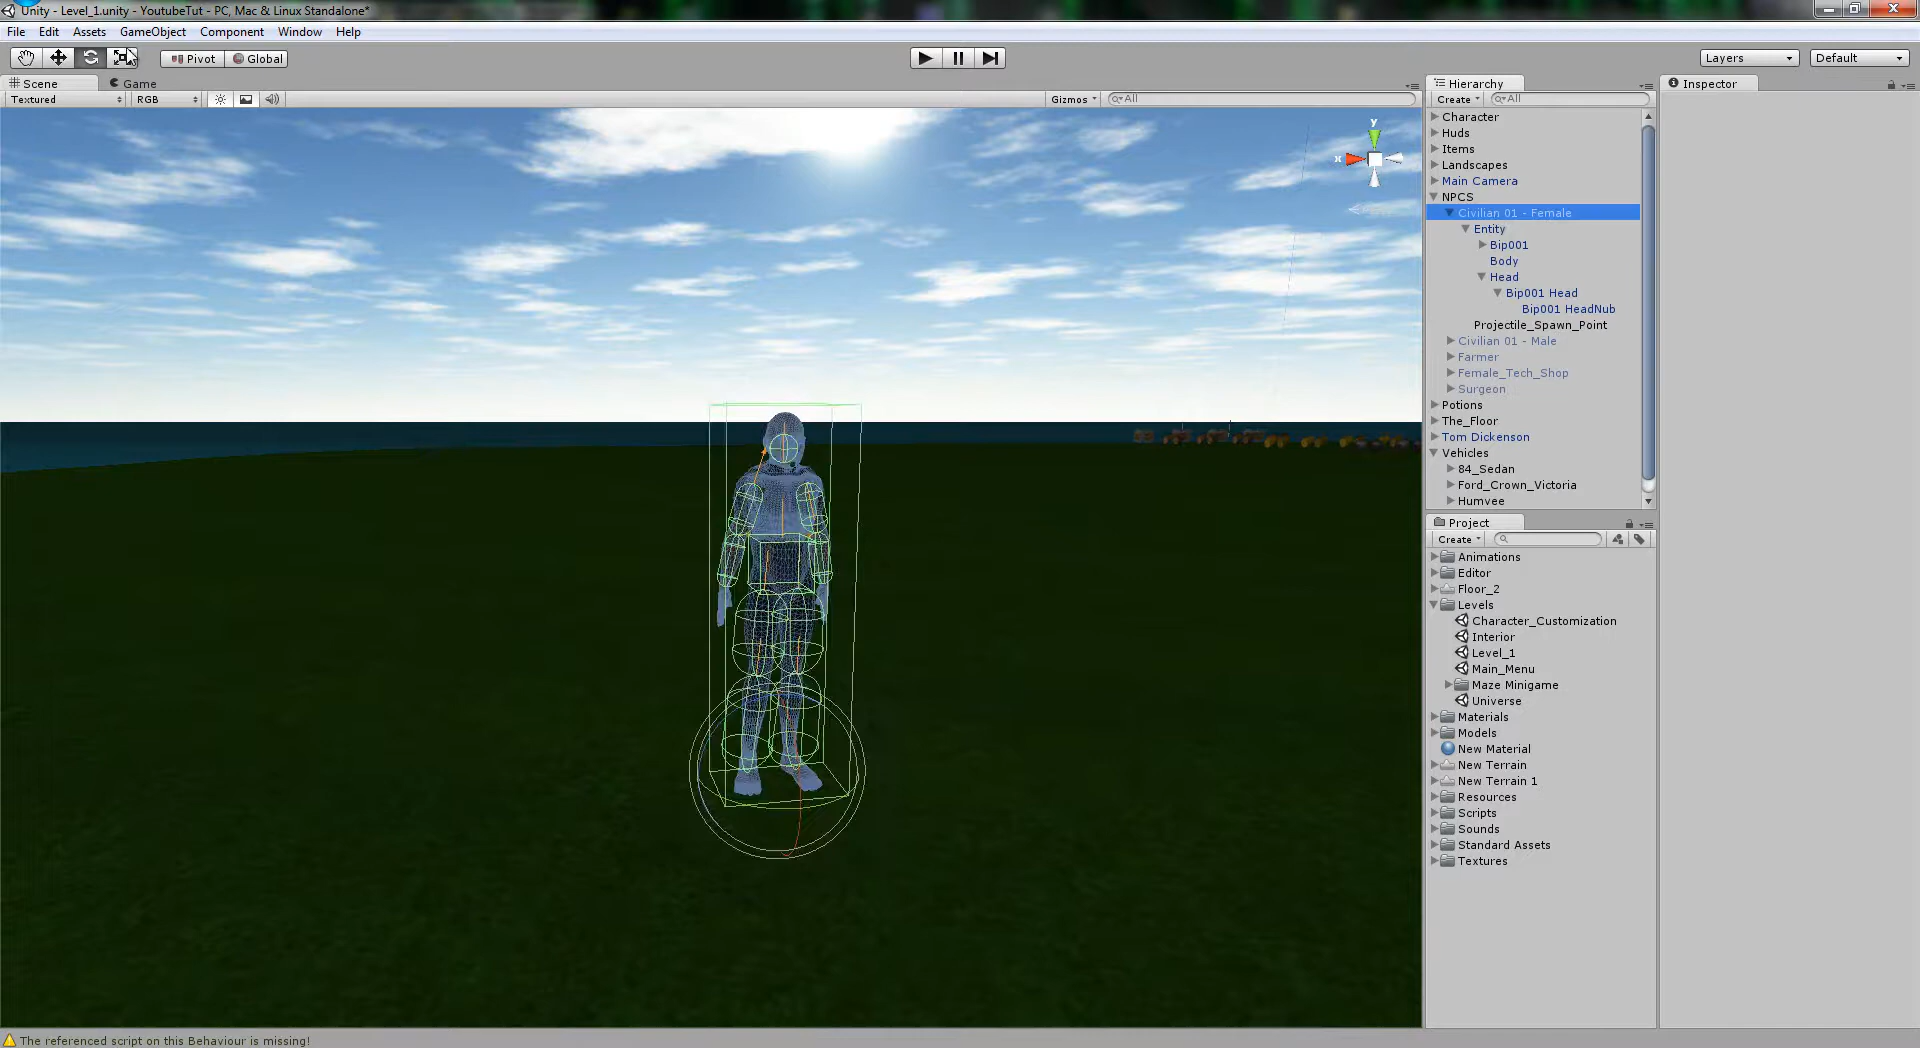 Unity - Level_1.unity - YoutubeTut - PC, Mac & Linux Standalone*
File Edit Assets GameObject Component Window Help
Pivot Global
Layers Default
Scene Game
Textured RGB Gizmos All
x y
Hierarchy
Create All
Character
Huds
Items
Landscapes
Main Camera
NPCS
Civilian 01 - Female
Entity
Bip001
Body
Head
Bip001 Head
Bip001 HeadNub
Projectile_Spawn_Point
Civilian 01 - Male
Farmer
Female_Tech_Shop
Surgeon
Potions
The_Floor
Tom Dickenson
Vehicles
84_Sedan
Ford_Crown_Victoria
Humvee
Project
Create
Animations
Editor
Floor_2
Levels
Character_Customization
Interior
Level_1
Main_Menu
Maze Minigame
Universe
Materials
Models
New Material
New Terrain
New Terrain 1
Resources
Scripts
Sounds
Standard Assets
Textures
Inspector
The referenced script on this Behaviour is missing!